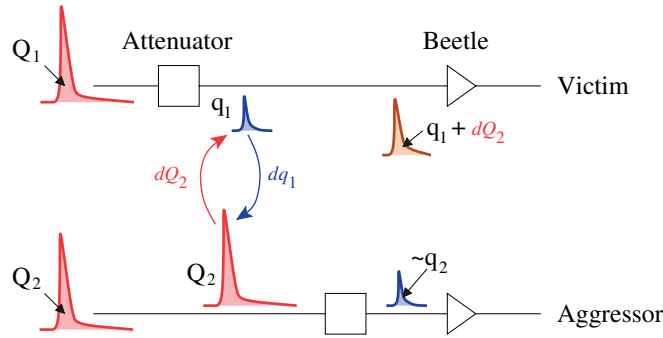 Q₁
Attenuator
Beetle
Victim
q₁
q₁ + dQ₂
dQ₂
dq₁
Q₂
Q₂
~q₂
Aggressor